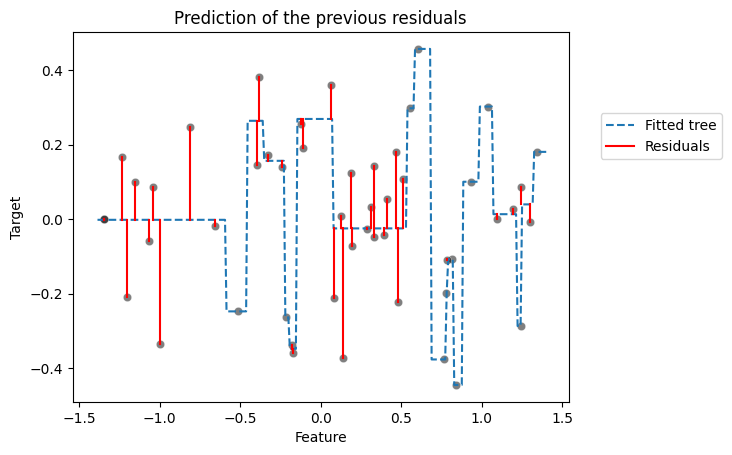 Prediction of the previous residuals
Target
0.4
0.2
0.0
−0.2
−0.4
−1.5
−1.0
−0.5
0.0
0.5
1.0
1.5
Feature
Fitted tree
Residuals